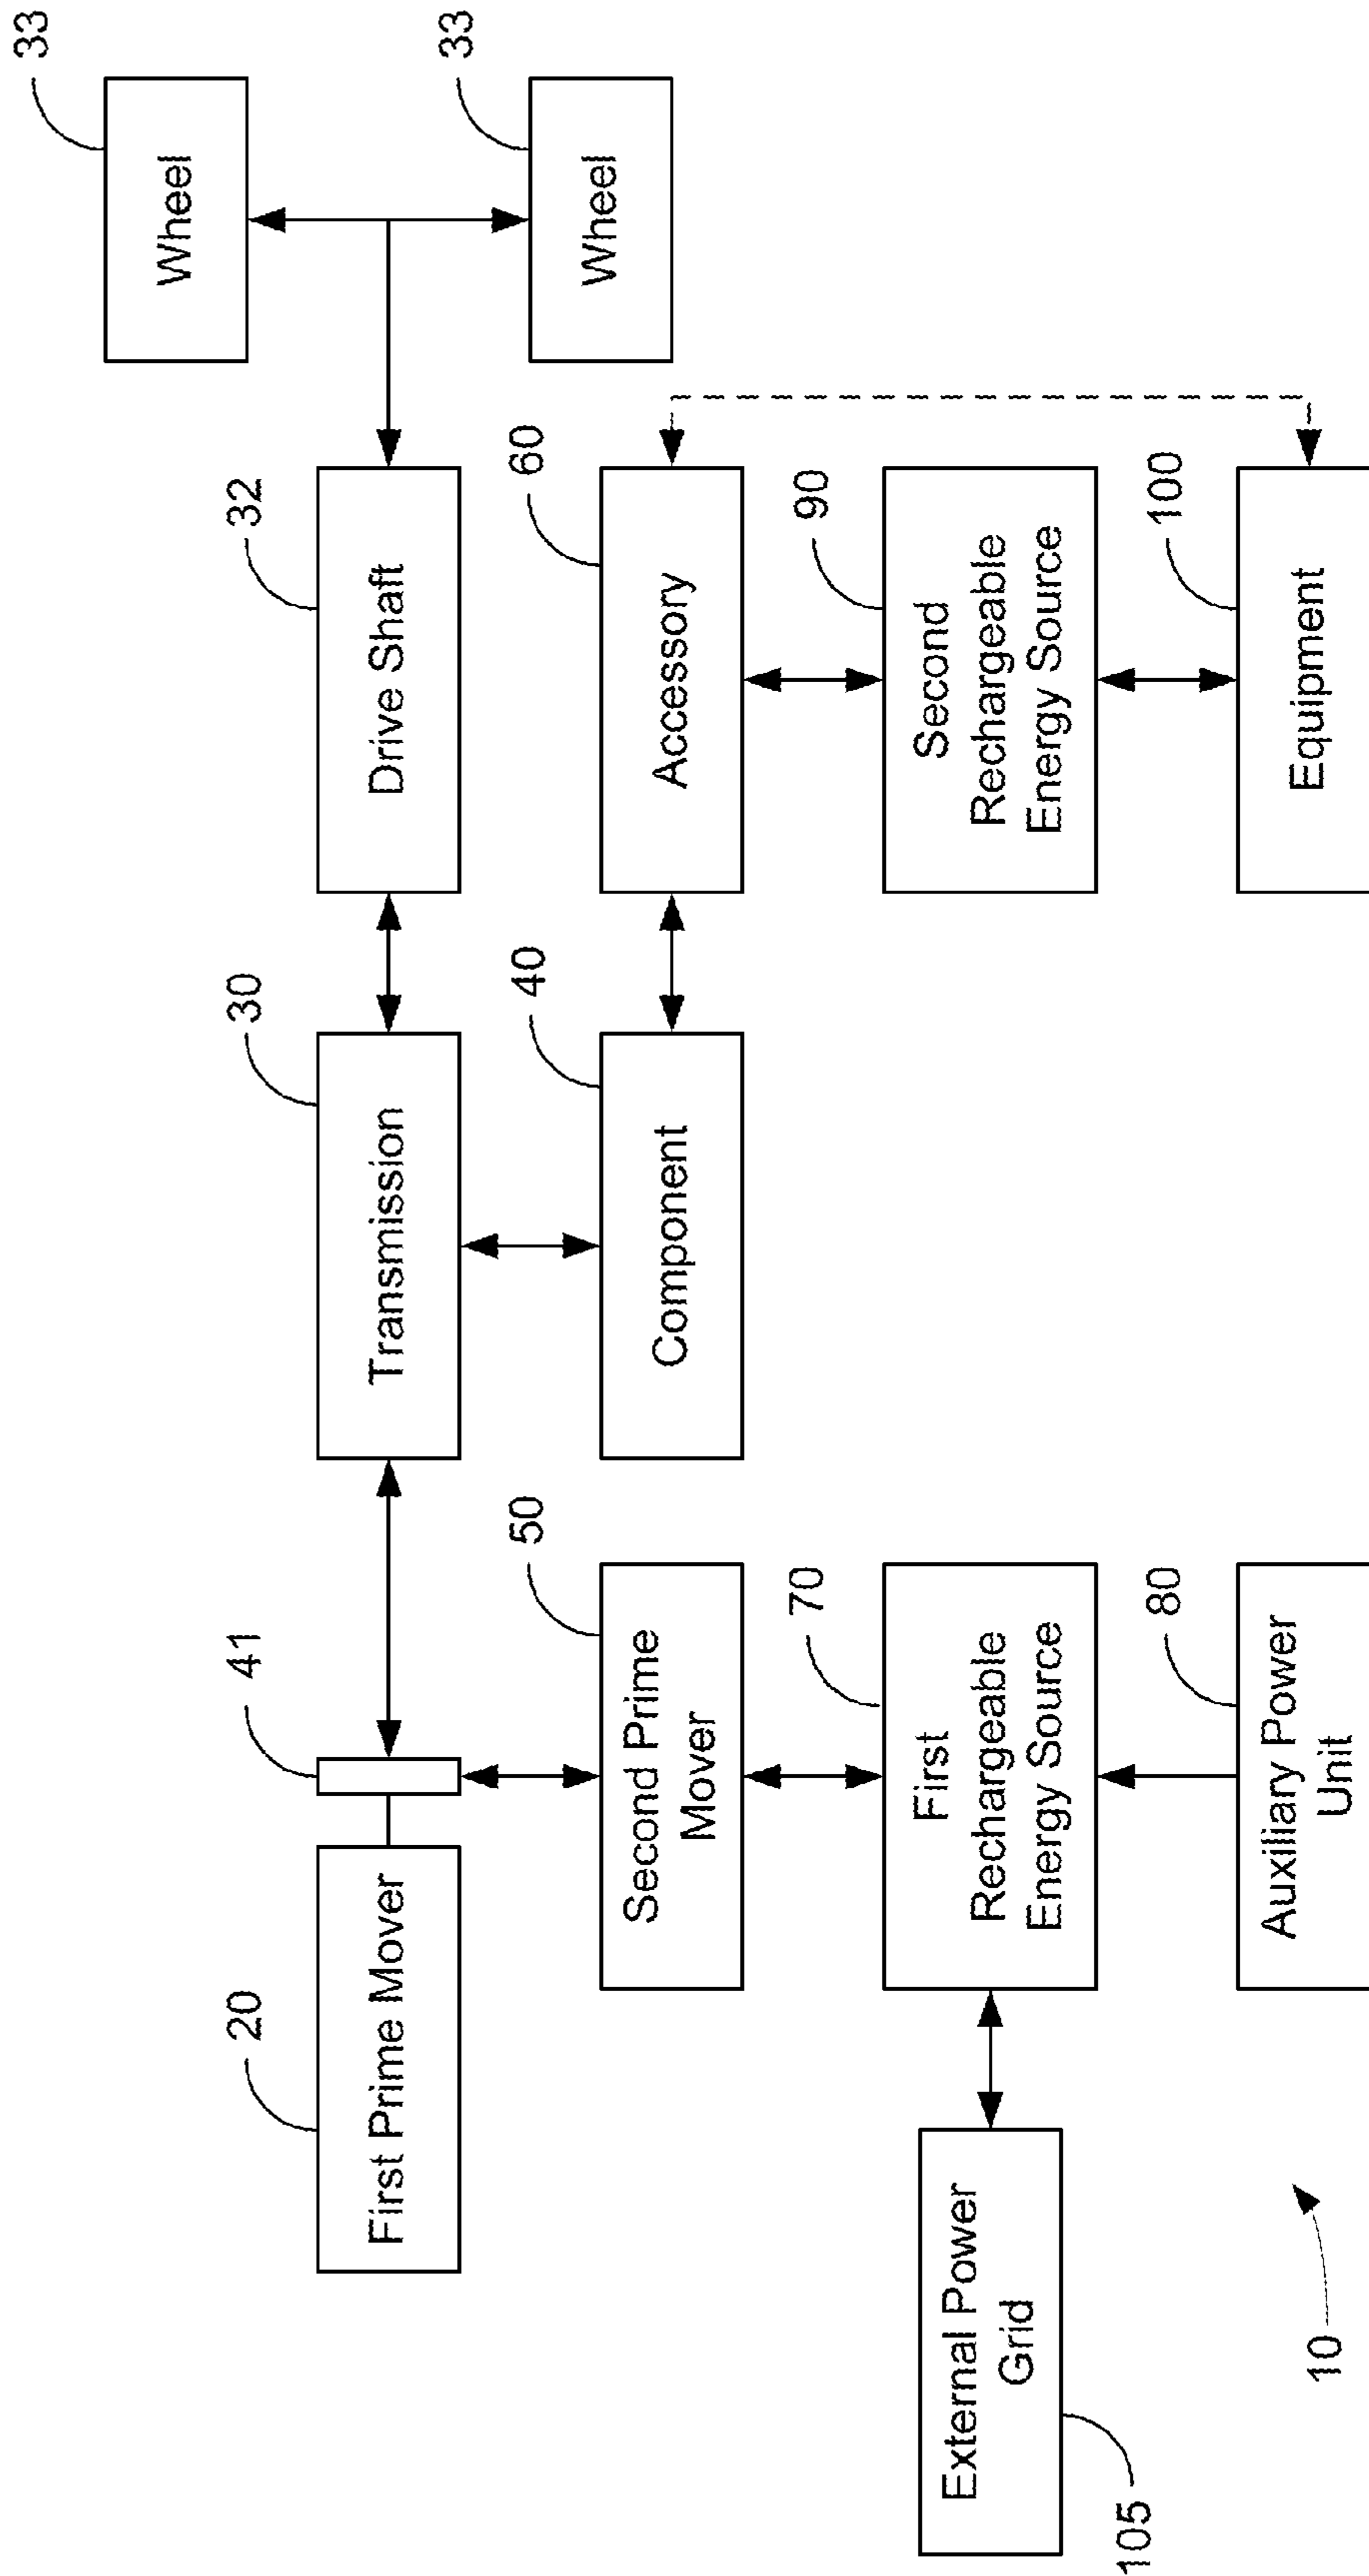 33
Wheel
33
Wheel
20
First Prime Mover
41
30
Transmission
32
Drive Shaft
50
Second Prime
Mover
40
Component
60
Accessory
105
External Power
Grid
70
First
Rechargeable
Energy Source
90
Second
Rechargeable
Energy Source
80
Auxiliary Power
Unit
100
Equipment
10